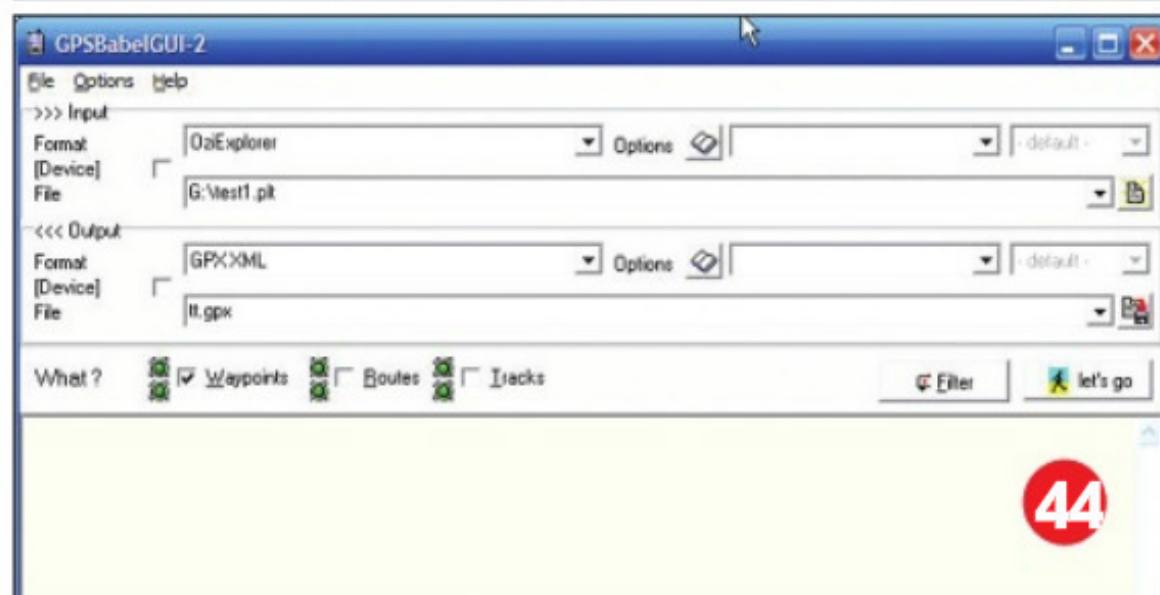 GPSBabelGUI-2
File Options Help
>>> Input
Format OziExplorer Options - default -
[Device]
File G:\test1.plt
<<< Output
Format GPX XML Options - default -
[Device]
File tt.gpx
What? Waypoints Routes Tracks Filter let's go
44